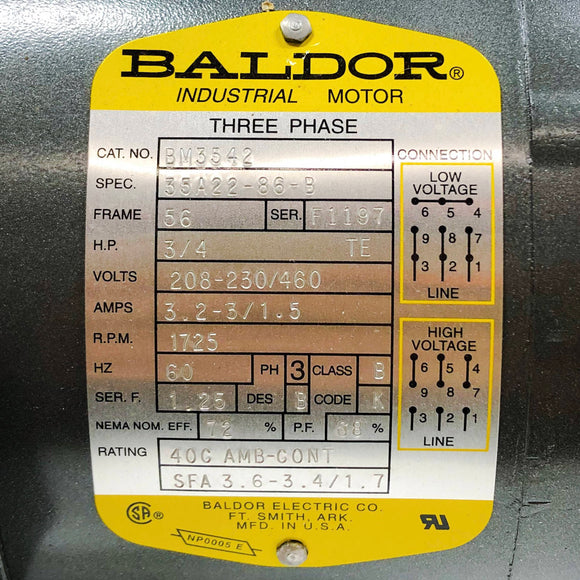 BALDOR®
INDUSTRIAL MOTOR
THREE PHASE
CAT. NO. BM3542
SPEC. 35A22-86-B
FRAME 56 SER. F1197
H.P. 3/4 TE
VOLTS 208-230/460
AMPS 3.2-3/1.5
R.P.M. 1725
HZ 60 PH 3 CLASS B
SER. F. 1.25 DES B CODE K
NEMA NOM. EFF. 72 % P.F. %
RATING 40C AMB-CONT
SFA 3.6-3.4/1.7
CONNECTION
LOW
VOLTAGE
6 5 4
9 8 7
3 2 1
LINE
HIGH
VOLTAGE
6 5 4
9 8 7
3 2 1
LINE
SA ®
BALDOR ELECTRIC CO.
FT. SMITH, ARK.
MFD. IN U.S.A.
NP0005 E
RU